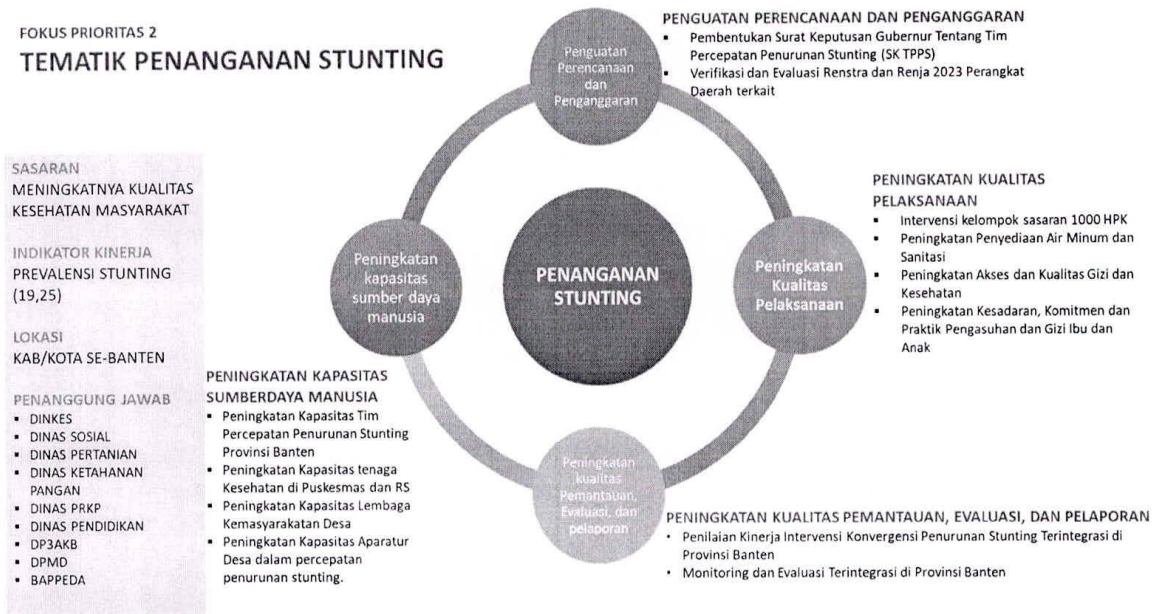 FOKUS PRIORITAS 2
TEMATIK PENANGANAN STUNTING
SASARAN
MENINGKATNYA KUALITAS
KESEHATAN MASYARAKAT
INDIKATOR KINERJA
PREVALENSI STUNTING
(19,25)
LOKASI
KAB/KOTA SE-BANTEN
PENANGGUNG JAWAB
▪ DINKES
▪ DINAS SOSIAL
▪ DINAS PERTANIAN
▪ DINAS KETAHANAN
PANGAN
▪ DINAS PRKP
▪ DINAS PENDIDIKAN
▪ DP3AKB
▪ DPMD
▪ BAPPEDA
Penguatan
Perencanaan
dan
Penganggaran
PENGUATAN PERENCANAAN DAN PENGANGGARAN
▪ Pembentukan Surat Keputusan Gubernur Tentang Tim
Percepatan Penurunan Stunting (SK TPPS)
▪ Verifikasi dan Evaluasi Renstra dan Renja 2023 Perangkat
Daerah terkait
PENANGANAN
STUNTING
Peningkatan
Kualitas
Pelaksanaan
PENINGKATAN KUALITAS
PELAKSANAAN
▪ Intervensi kelompok sasaran 1000 HPK
▪ Peningkatan Penyediaan Air Minum dan
Sanitasi
▪ Peningkatan Akses dan Kualitas Gizi dan
Kesehatan
▪ Peningkatan Kesadaran, Komitmen dan
Praktik Pengasuhan dan Gizi Ibu dan
Anak
Peningkatan
kapasitas
sumber daya
manusia
PENINGKATAN KAPASITAS
SUMBERDAYA MANUSIA
▪ Peningkatan Kapasitas Tim
Percepatan Penurunan Stunting
Provinsi Banten
▪ Peningkatan Kapasitas tenaga
Kesehatan di Puskesmas dan RS
▪ Peningkatan Kapasitas Lembaga
Kemasyarakatan Desa
▪ Peningkatan Kapasitas Aparatur
Desa dalam percepatan
penurunan stunting.
Peningkatan
kualitas
Pemantauan,
Evaluasi, dan
pelaporan
PENINGKATAN KUALITAS PEMANTAUAN, EVALUASI, DAN PELAPORAN
• Penilaian Kinerja Intervensi Konvergensi Penurunan Stunting Terintegrasi di
Provinsi Banten
• Monitoring dan Evaluasi Terintegrasi di Provinsi Banten